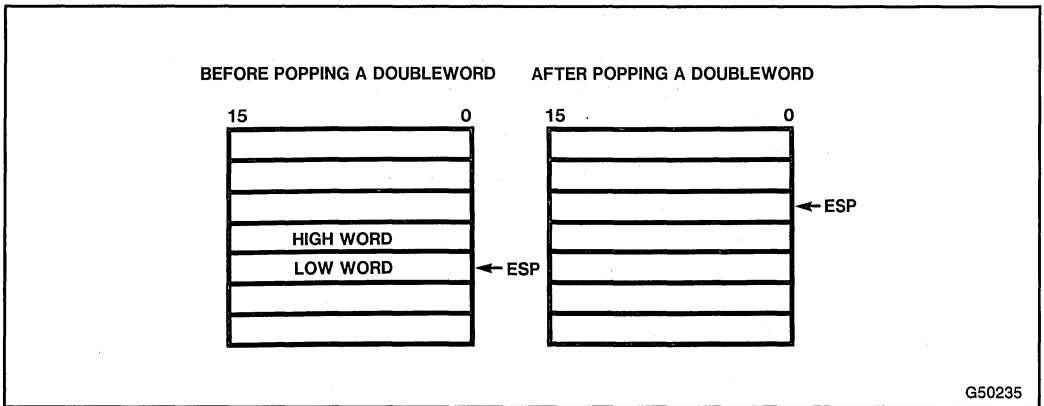 BEFORE POPPING A DOUBLEWORD AFTER POPPING A DOUBLEWORD
15 0 15 0
ESP
HIGH WORD
LOW WORD ESP
G50235